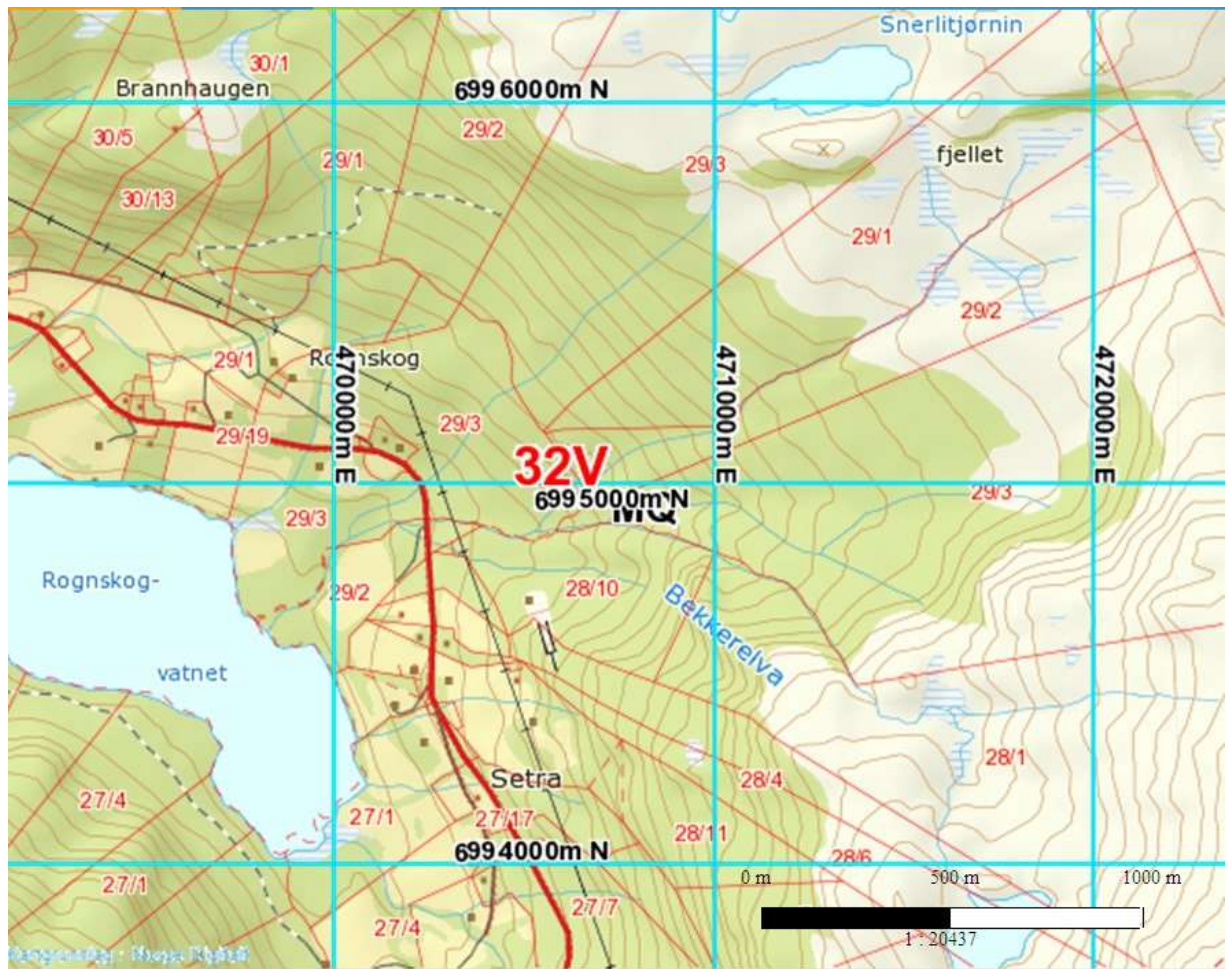 Snerlitjørnin
30/1
Brannhaugen
699 6000m N
30/5
29/2
29/1
29/3
fjellet
30/13
29/1
29/2
29/1
Rognskog
470000m E
471000m E
472000m E
29/3
29/19
32V
29/3
699 5000m N
MQ
29/3
Rognskog-
29/2
28/10
Bekkerelva
vatnet
Setra
28/4
28/1
27/4
27/1
27/17
28/11
699 4000m N
28/6
27/1
0 m 500 m 1000 m
27/7
27/4
1 : 20437